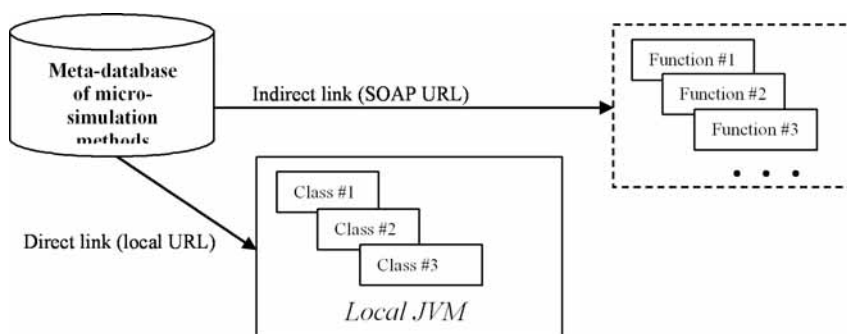 Meta-database
of micro-
simulation
methods
Indirect link (SOAP URL)
Function #1
Function #2
Function #3
• • •
Direct link (local URL)
Class #1
Class #2
Class #3
Local JVM